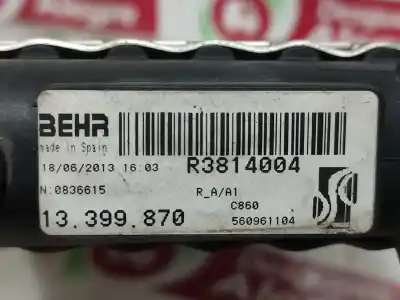 BEHR
made in Spain
18/06/2013 16:03 R3814004
N:0836615 R_A/A1
C860
13.399.870 560961104